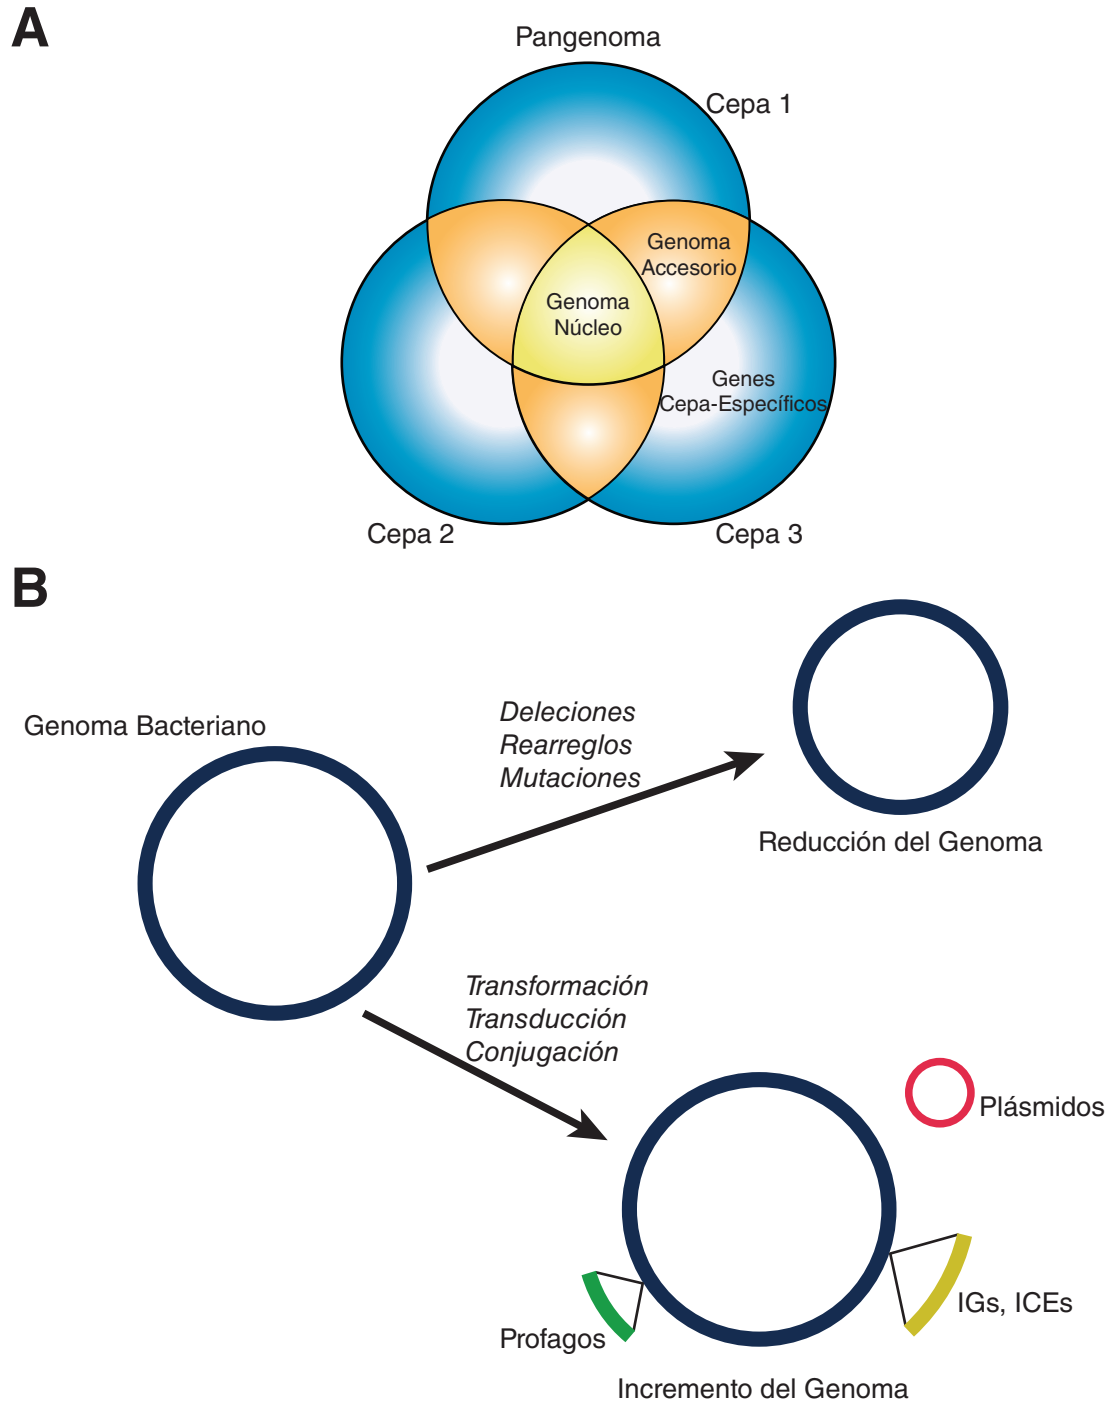 A
Pangenoma
Cepa 1
Genoma
Accesorio
Genoma
Núcleo
Genes
Cepa-Específicos
Cepa 2
Cepa 3
B
Genoma Bacteriano
Deleciones
Rearreglos
Mutaciones
Reducción del Genoma
Transformación
Transducción
Conjugación
Plásmidos
IGs, ICEs
Profagos
Incremento del Genoma